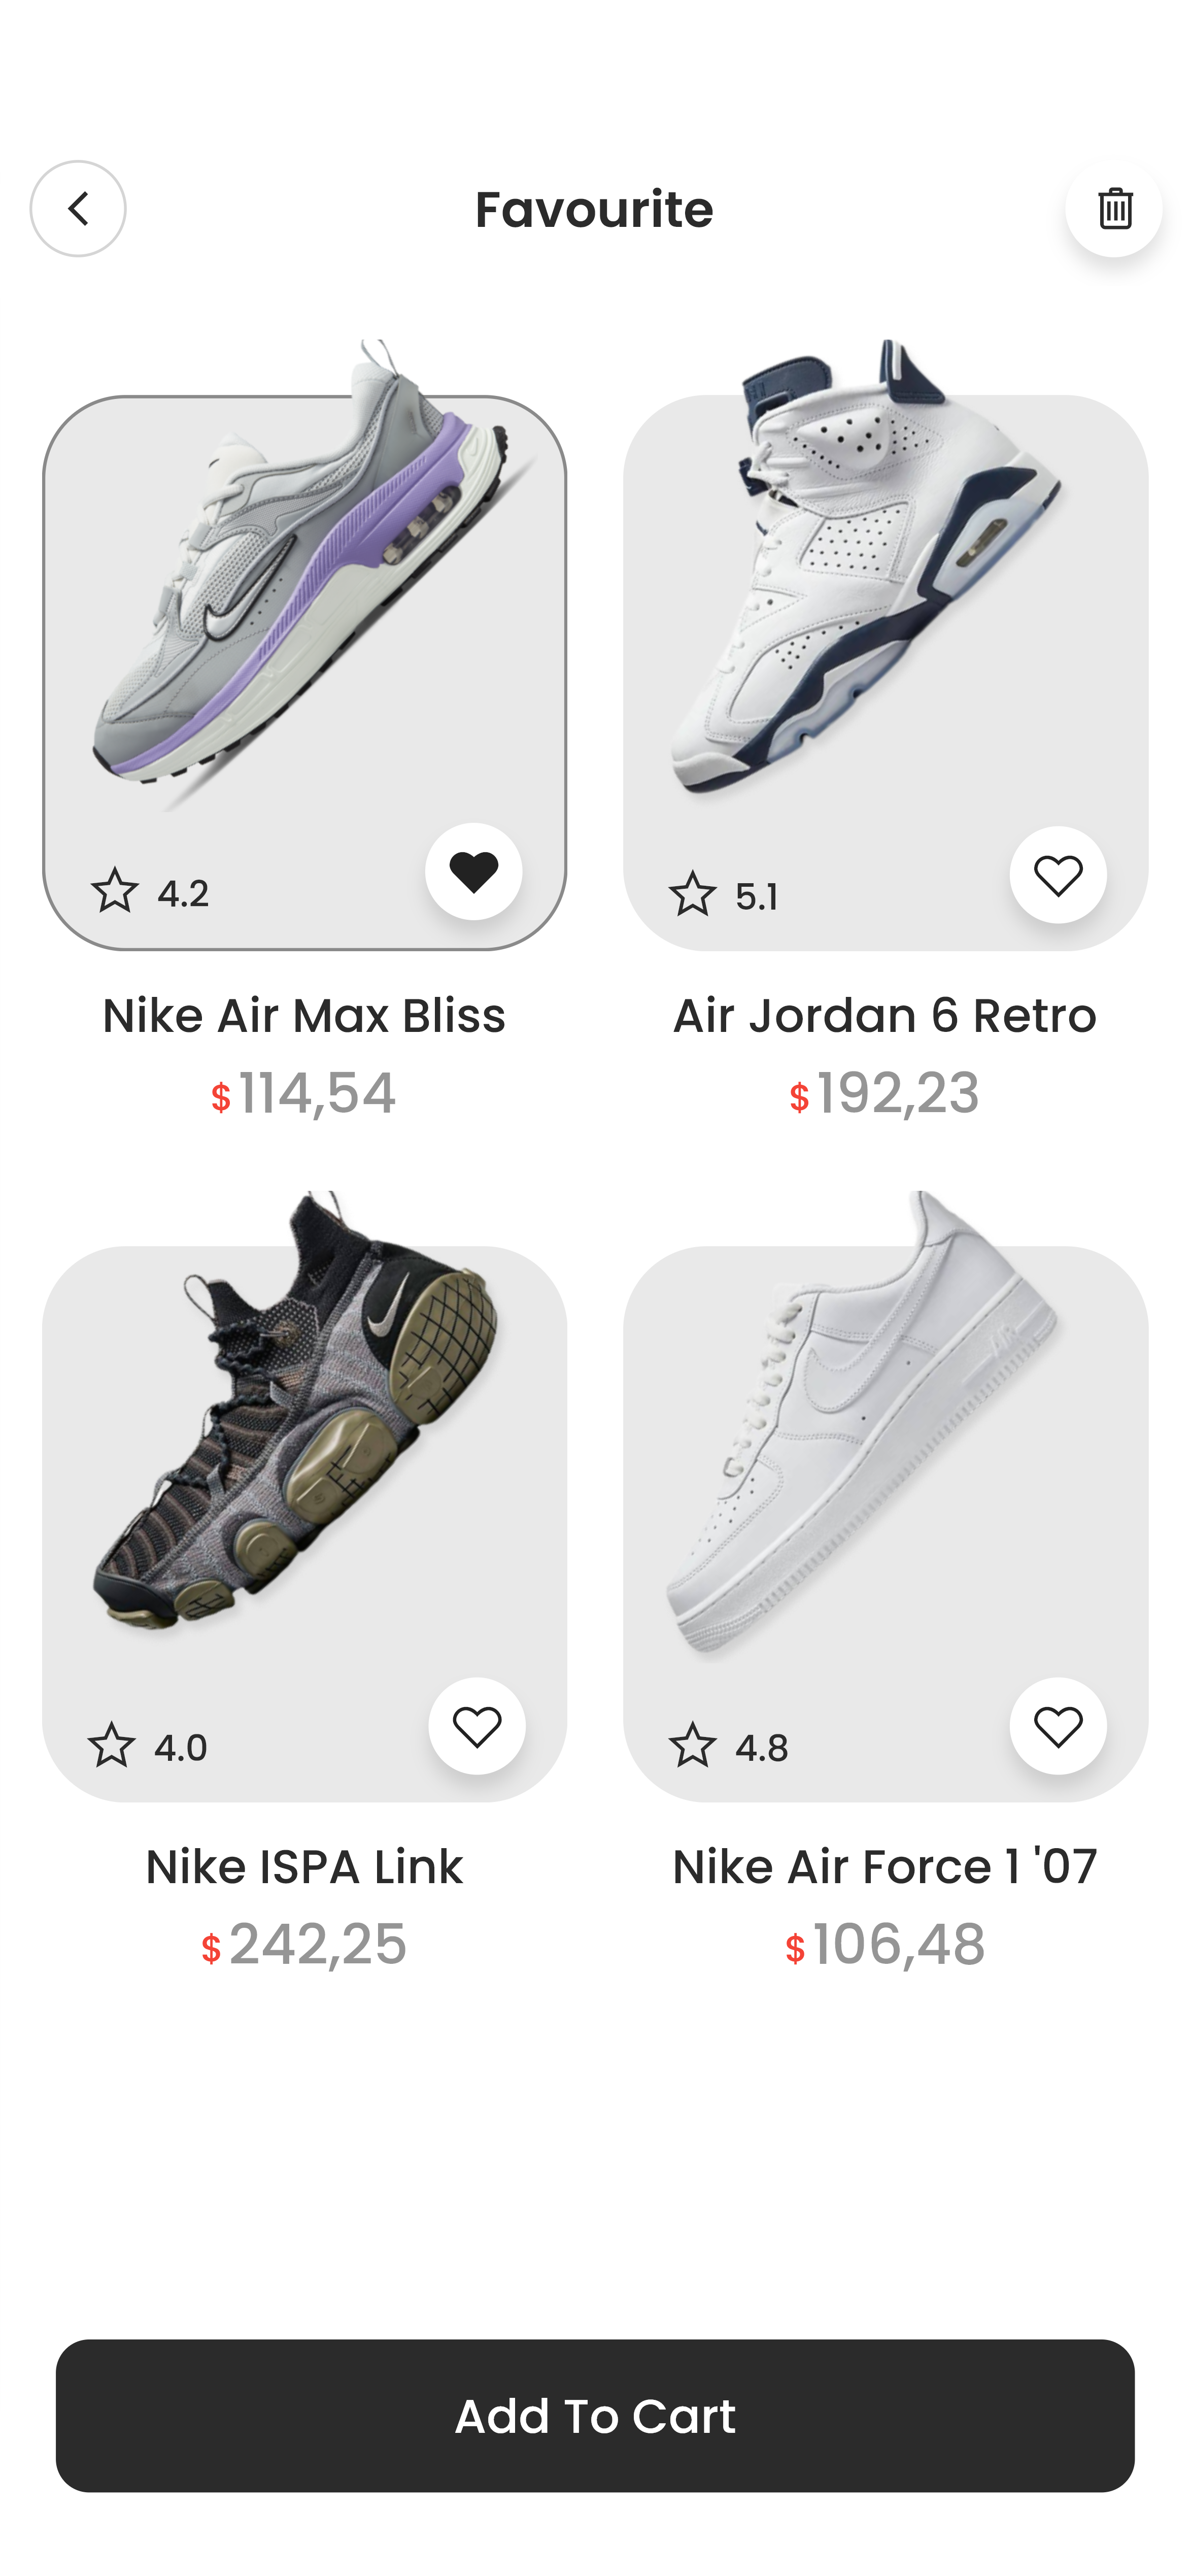 Favourite
4.2
5.1
Nike Air Max Bliss
Air Jordan 6 Retro
$114,54
$192,23
4.0
4.8
Nike ISPA Link
Nike Air Force 1 '07
$242,25
$106,48
Add To Cart